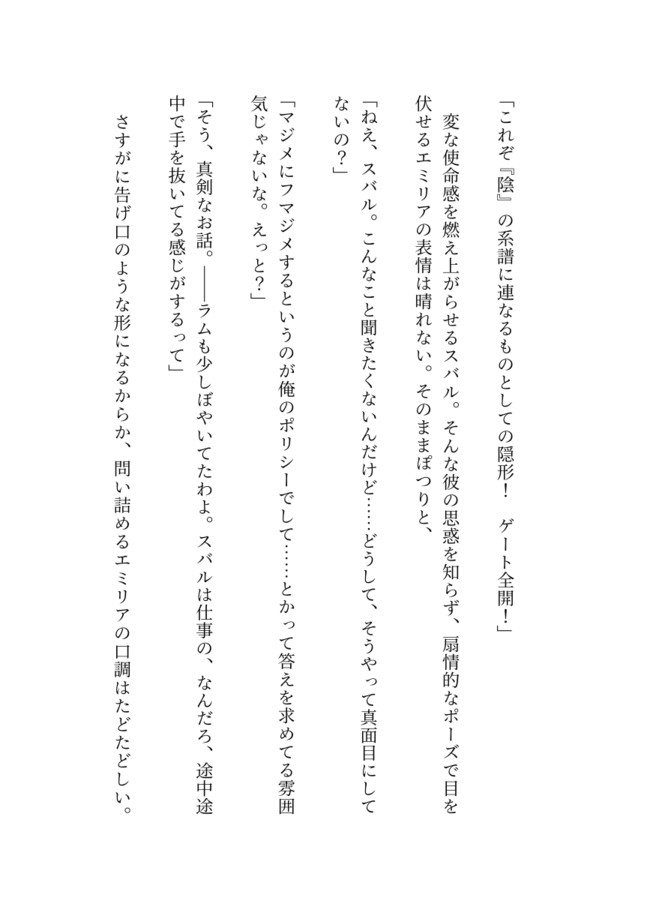 「これぞ『陰』の系譜に連なるものとしての隠形！　ゲート全開！」
　変な使命感を燃え上がらせるスバル。そんな彼の思惑を知らず、扇情的なポーズで目を
伏せるエミリアの表情は晴れない。そのままぽつりと、
「ねえ、スバル。こんなこと聞きたくないんだけど……どうして、そうやって真面目にして
ないの？」
「マジメにフマジメするというのが俺のポリシーでして……とかって答えを求めてる雰囲
気じゃないな。えっと？」
「そう、真剣なお話。――ラムも少しぼやいてたわよ。スバルは仕事の、なんだろ、途中途
中で手を抜いてる感じがするって」
　さすがに告げ口のような形になるからか、問い詰めるエミリアの口調はたどたどしい。